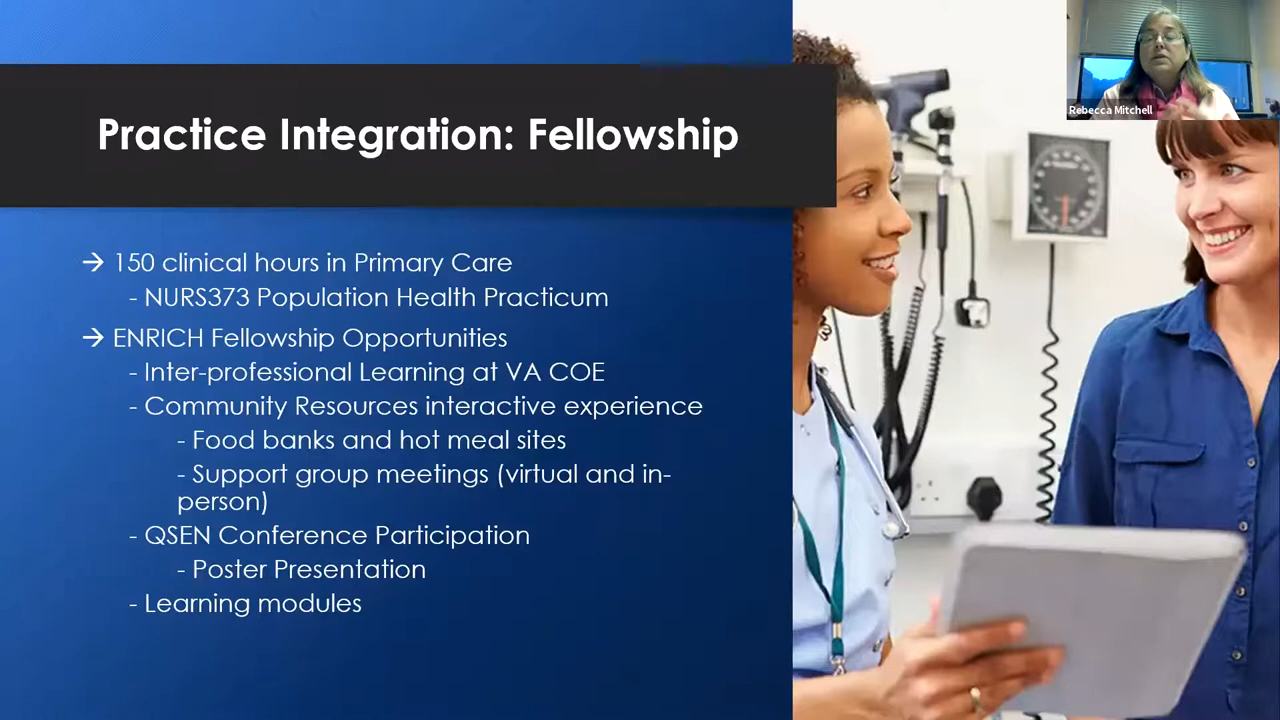 Practice Integration: Fellowship
Rebecca Mitchell
→ 150 clinical hours in Primary Care
- NURS373 Population Health Practicum
→ ENRICH Fellowship Opportunities
- Inter-professional Learning at VA COE
- Community Resources interactive experience
- Food banks and hot meal sites
- Support group meetings (virtual and in-
person)
- QSEN Conference Participation
- Poster Presentation
- Learning modules